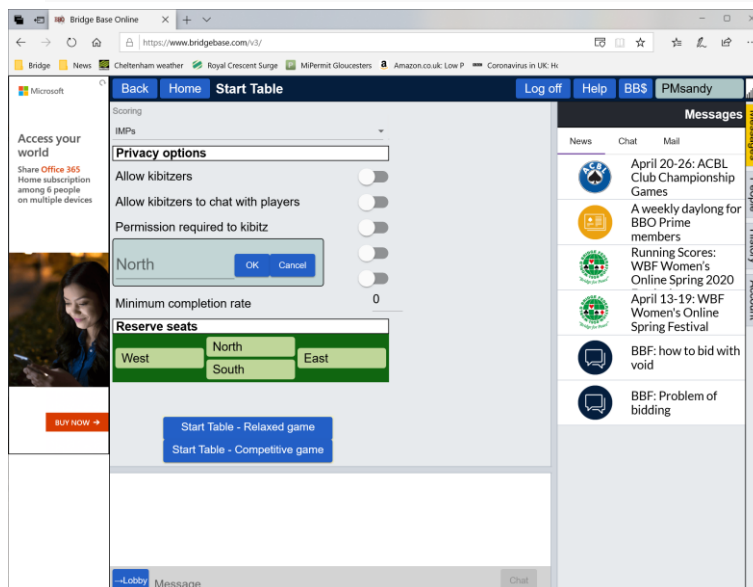 Bridge Base Online
https://www.bridgebase.com/v3/
Bridge
News
Cheltenham weather
Royal Crescent Surge
MiPermit Gloucesters
Amazon.co.uk: Low P
Coronavirus in UK: Ho
Microsoft
Access your
world
Share Office 365
Home subscription
among 6 people
on multiple devices
BUY NOW →
Back
Home
Start Table
Log off
Help
BB$
PMsandy
Scoring
IMPs
Privacy options
Allow kibitzers
Allow kibitzers to chat with players
Permission required to kibitz
North
OK
Cancel
Minimum completion rate
0
Reserve seats
North
West
East
South
Start Table - Relaxed game
Start Table - Competitive game
→Lobby
Message
Chat
Messages
News
Chat
Mail
April 20-26: ACBL
Club Championship
Games
A weekly daylong for
BBO Prime
members
Running Scores:
WBF Women's
Online Spring 2020
April 13-19: WBF
Women's Online
Spring Festival
BBF: how to bid with
void
BBF: Problem of
bidding
Messages
People
History
Account